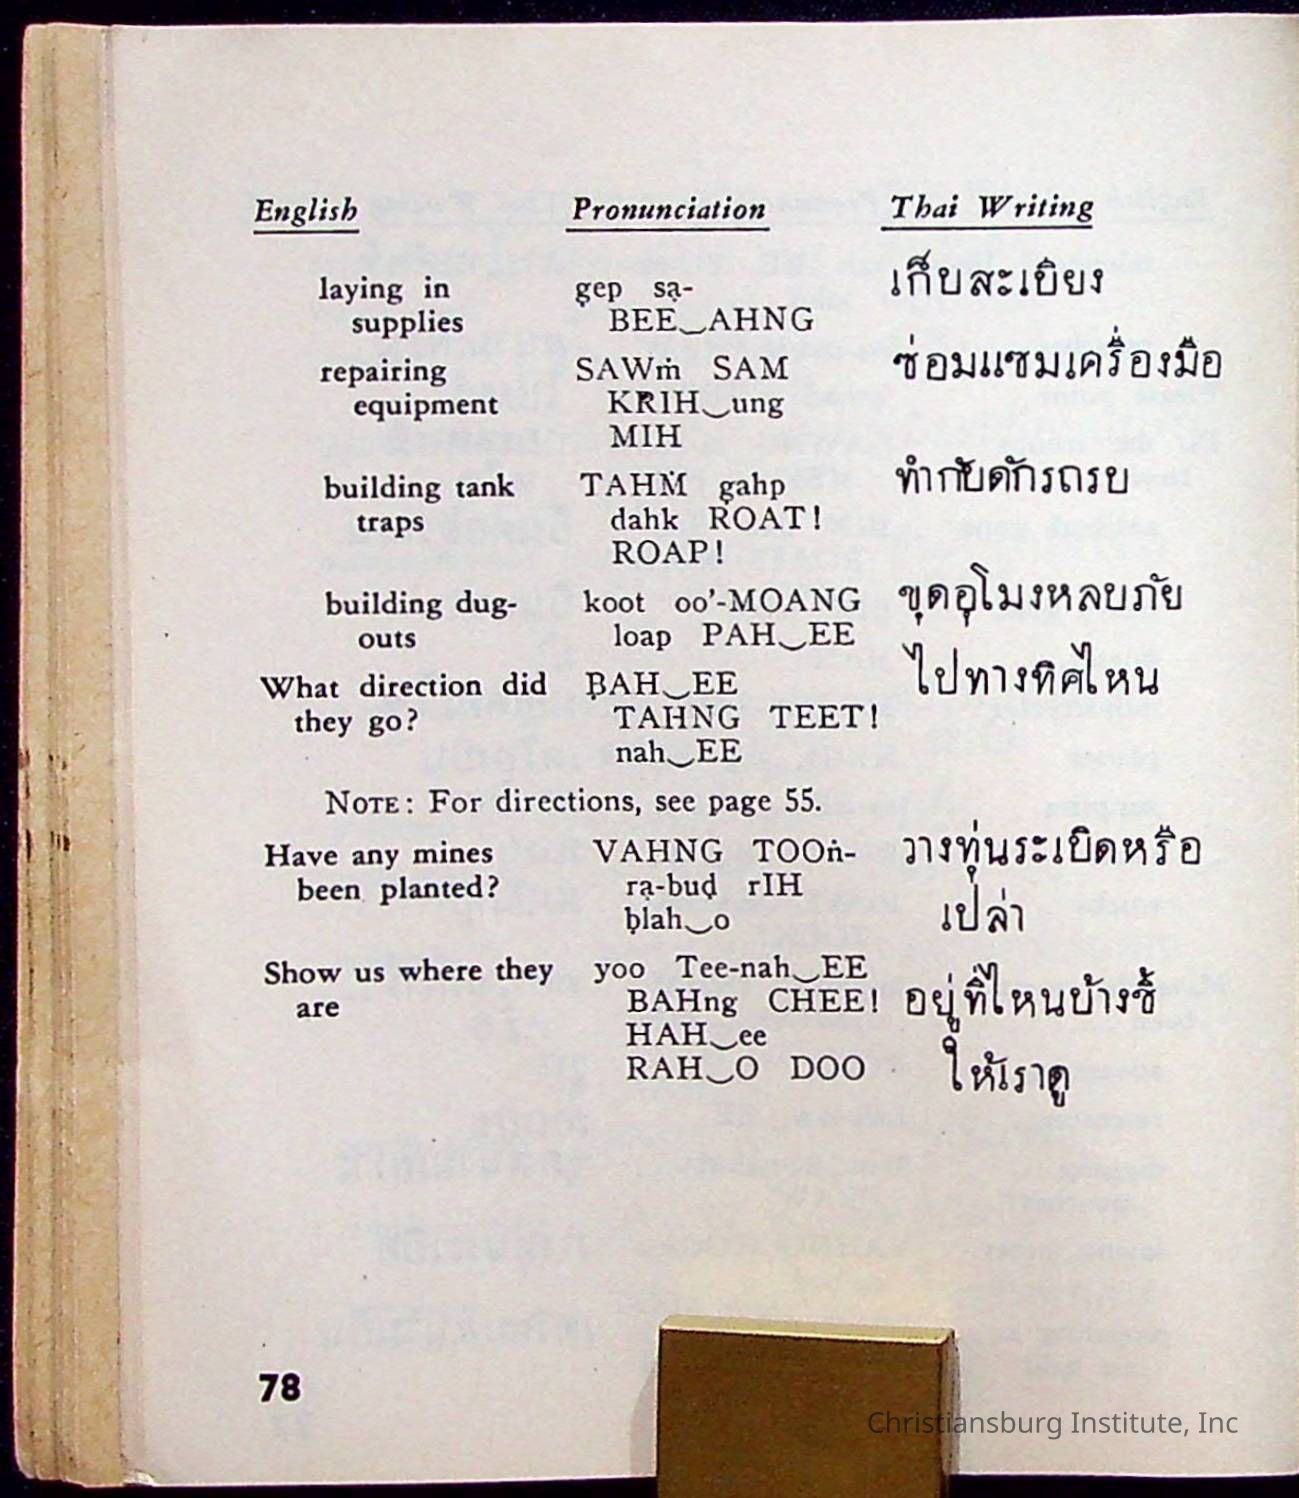 English Pronunciation Thai Writing
laying in gep sạ- เก็บสะเบียง
supplies BEE‿AHNG
repairing SAWṁ SAM ซ่อมแซมเครื่องมือ
equipment KRIH‿ung
MIH
building tank TAHṀ gahp ทำกับดักรถรบ
traps dahk ROAT!
ROAP!
building dug- koot oo'-MOANG ขุดอุโมงหลบภัย
outs loap PAH‿EE
What direction did ḄAH‿EE ไปทางทิศไหน
they go? TAHNG TEET!
nah‿EE
NOTE: For directions, see page 55.
Have any mines VAHNG TOOṅ- วางทุ่นระเบิดหรือ
been planted? rạ-buḍ rIH
ḅlah‿o เปล่า
Show us where they yoo Tee-nah‿EE
are BAHng CHEE! อยู่ที่ไหนบ้างชี้
HAH‿ee
RAH‿O DOO ให้เราดู
78
Christiansburg Institute, Inc